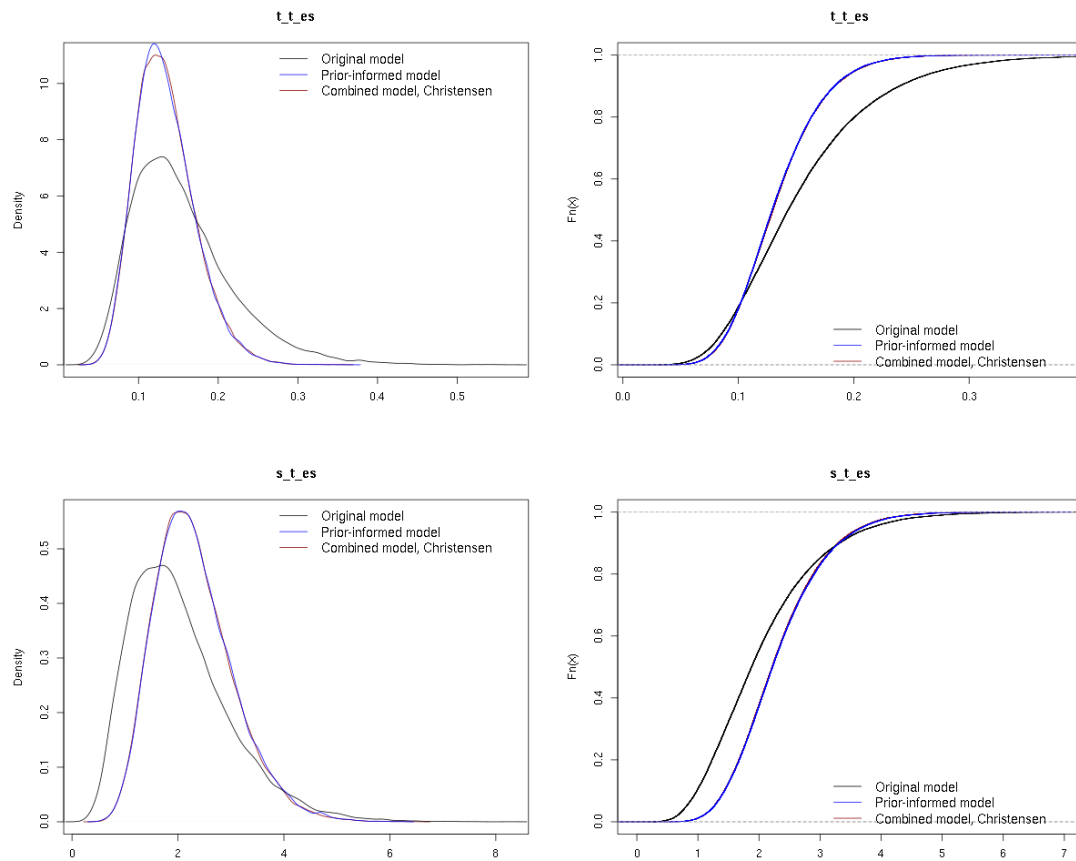 t_t_es
Original model
Prior-informed model
Combined model, Christensen
Density
0 2 4 6 8 10
0.1 0.2 0.3 0.4 0.5
t_t_es
Original model
Prior-informed model
Combined model, Christensen
Fn(x)
0.0 0.2 0.4 0.6 0.8 1.0
0.0 0.1 0.2 0.3
s_t_es
Original model
Prior-informed model
Combined model, Christensen
Density
0.0 0.1 0.2 0.3 0.4 0.5
0 2 4 6 8
s_t_es
Original model
Prior-informed model
Combined model, Christensen
Fn(x)
0.0 0.2 0.4 0.6 0.8 1.0
0 1 2 3 4 5 6 7